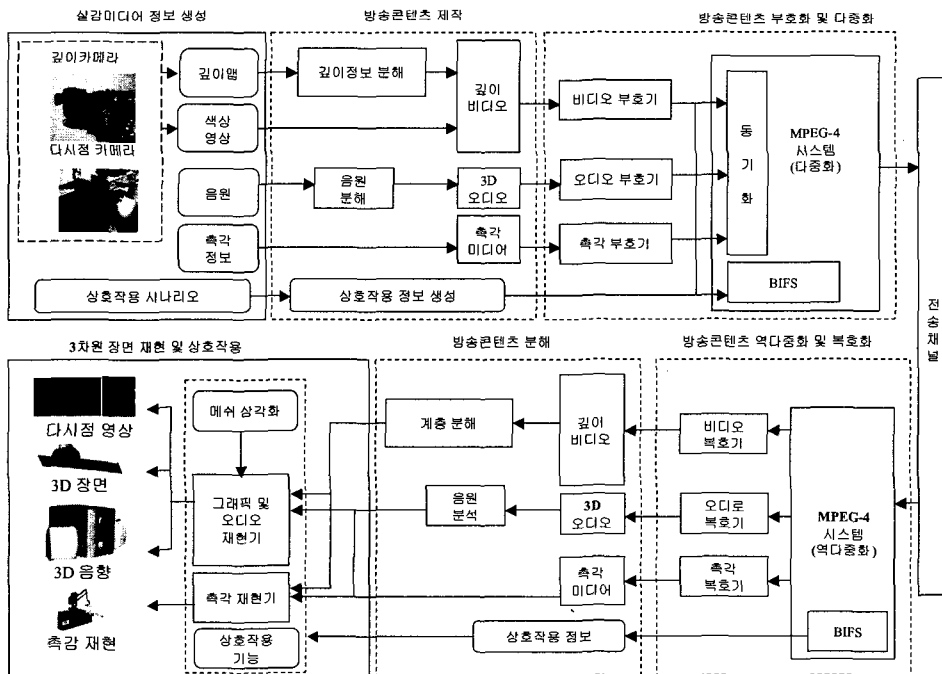 실감미디어 정보 생성
방송콘텐츠 제작
방송콘텐츠 부호화 및 다중화
깊이카메라
다시점 카메라
깊이맵
색상
영상
음원
촉각
정보
상호작용 시나리오
깊이정보 분해
음원
분해
상호작용 정보 생성
깊이
비디오
3D
오디오
촉각
미디어
비디오 부호기
오디오 부호기
촉각 부호기
동
기
화
MPEG-4
시스템
(다중화)
BIFS
전
송
채
널
3차원 장면 재현 및 상호작용
방송콘텐츠 분해
방송콘텐츠 역다중화 및 복호화
다시점 영상
3D 장면
3D 음향
촉감 재현
메쉬 삼각화
그래픽 및
오디오
재현기
촉각 재현기
상호작용
기능
계층 분해
음원
분석
깊이
비디오
3D
오디오
촉각
미디어
상호작용 정보
비디오
복호기
오디로
복호기
촉각
복호기
MPEG-4
시스템
(역다중화)
BIFS